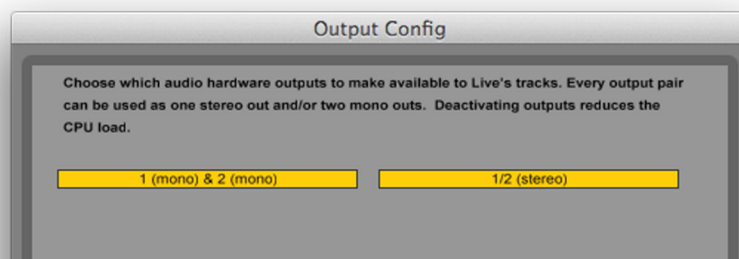 Output Config
Choose which audio hardware outputs to make available to Live's tracks. Every output pair
can be used as one stereo out and/or two mono outs.  Deactivating outputs reduces the
CPU load.
1 (mono) & 2 (mono)
1/2 (stereo)